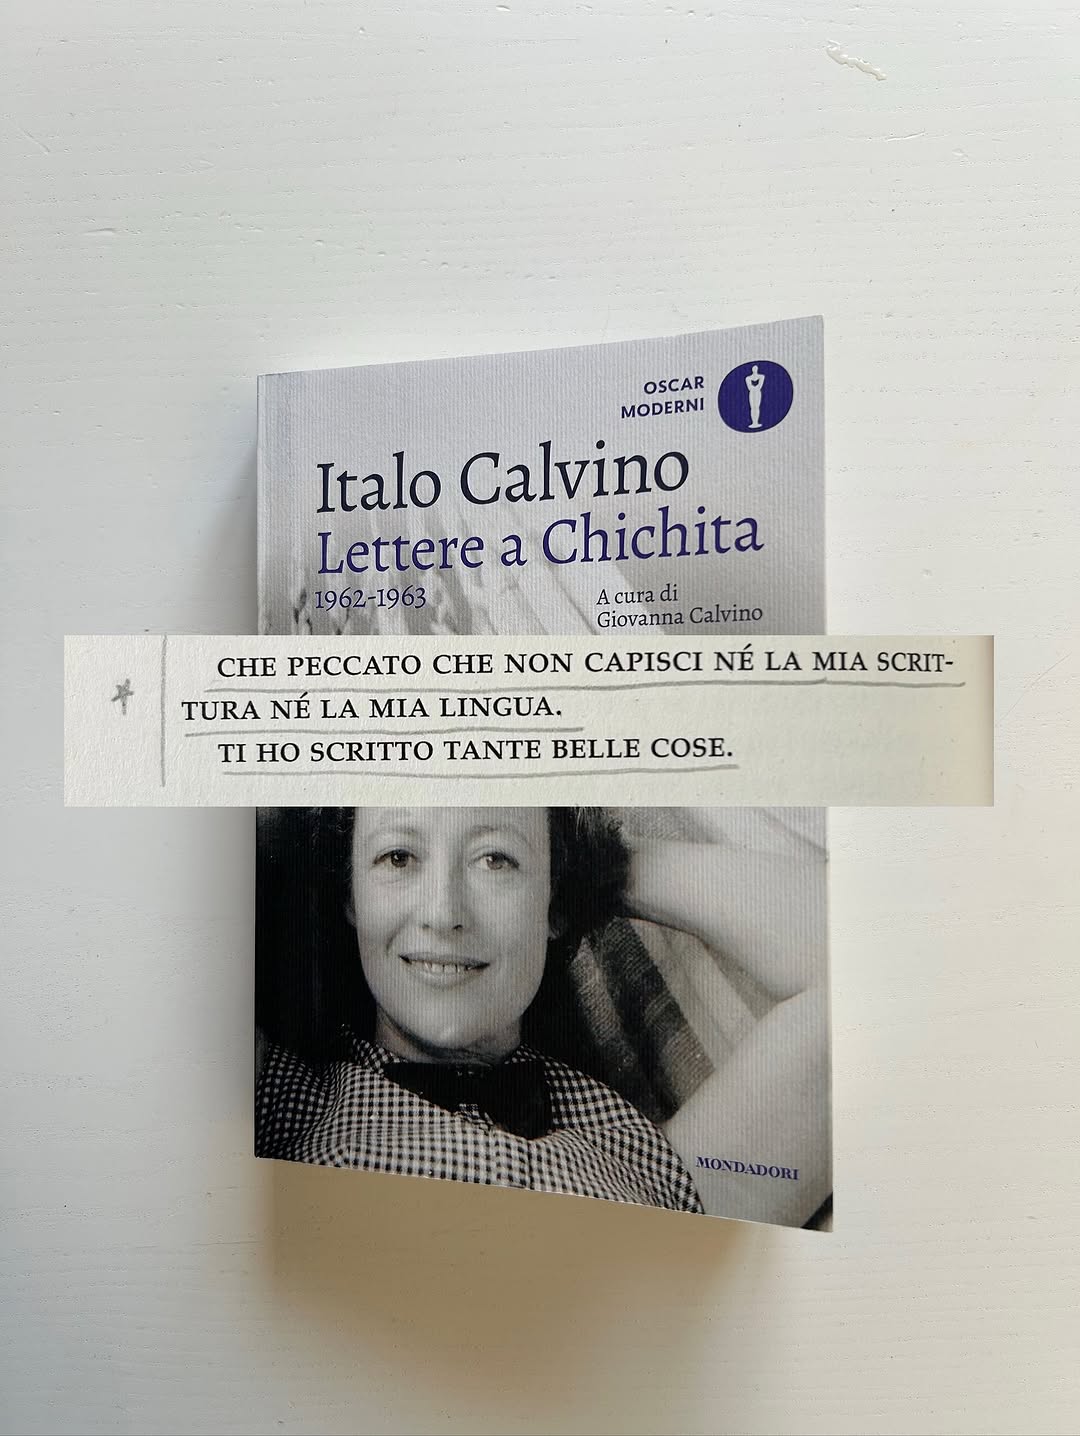 OSCAR
MODERNI
Italo Calvino
Lettere a Chichita
1962-1963
A cura di
Giovanna Calvino
CHE PECCATO CHE NON CAPISCI NÉ LA MIA SCRIT-
TURA NÉ LA MIA LINGUA.
TI HO SCRITTO TANTE BELLE COSE.
MONDADORI